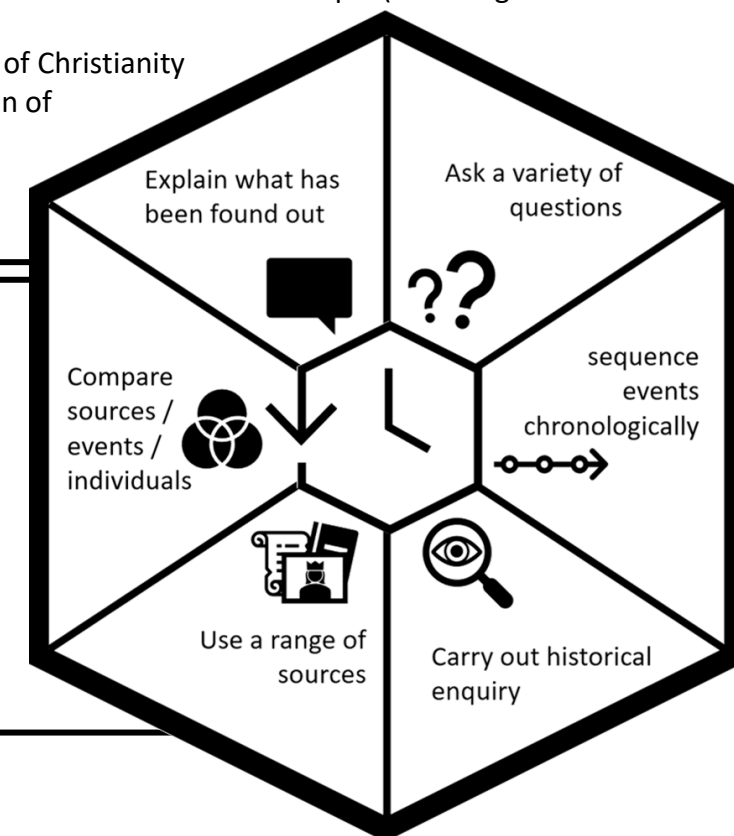 of Christianity
n of
Explain what has
been found out
Ask a variety of
questions
??
sequence
events
chronologically
Compare
sources /
events /
individuals
Use a range of
sources
Carry out historical
enquiry